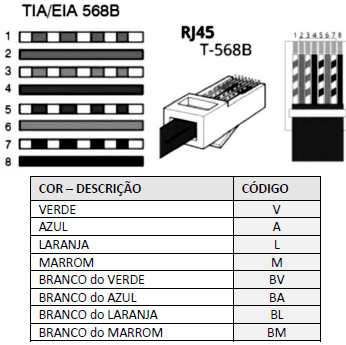 TIA/EIA 568B
1
2
3
4
5
6
7
8
RJ45
T-568B
1 2 3 4 5 6 7 8
COR – DESCRIÇÃO CÓDIGO
VERDE V
AZUL A
LARANJA L
MARROM M
BRANCO do VERDE BV
BRANCO do AZUL BA
BRANCO do LARANJA BL
BRANCO do MARROM BM